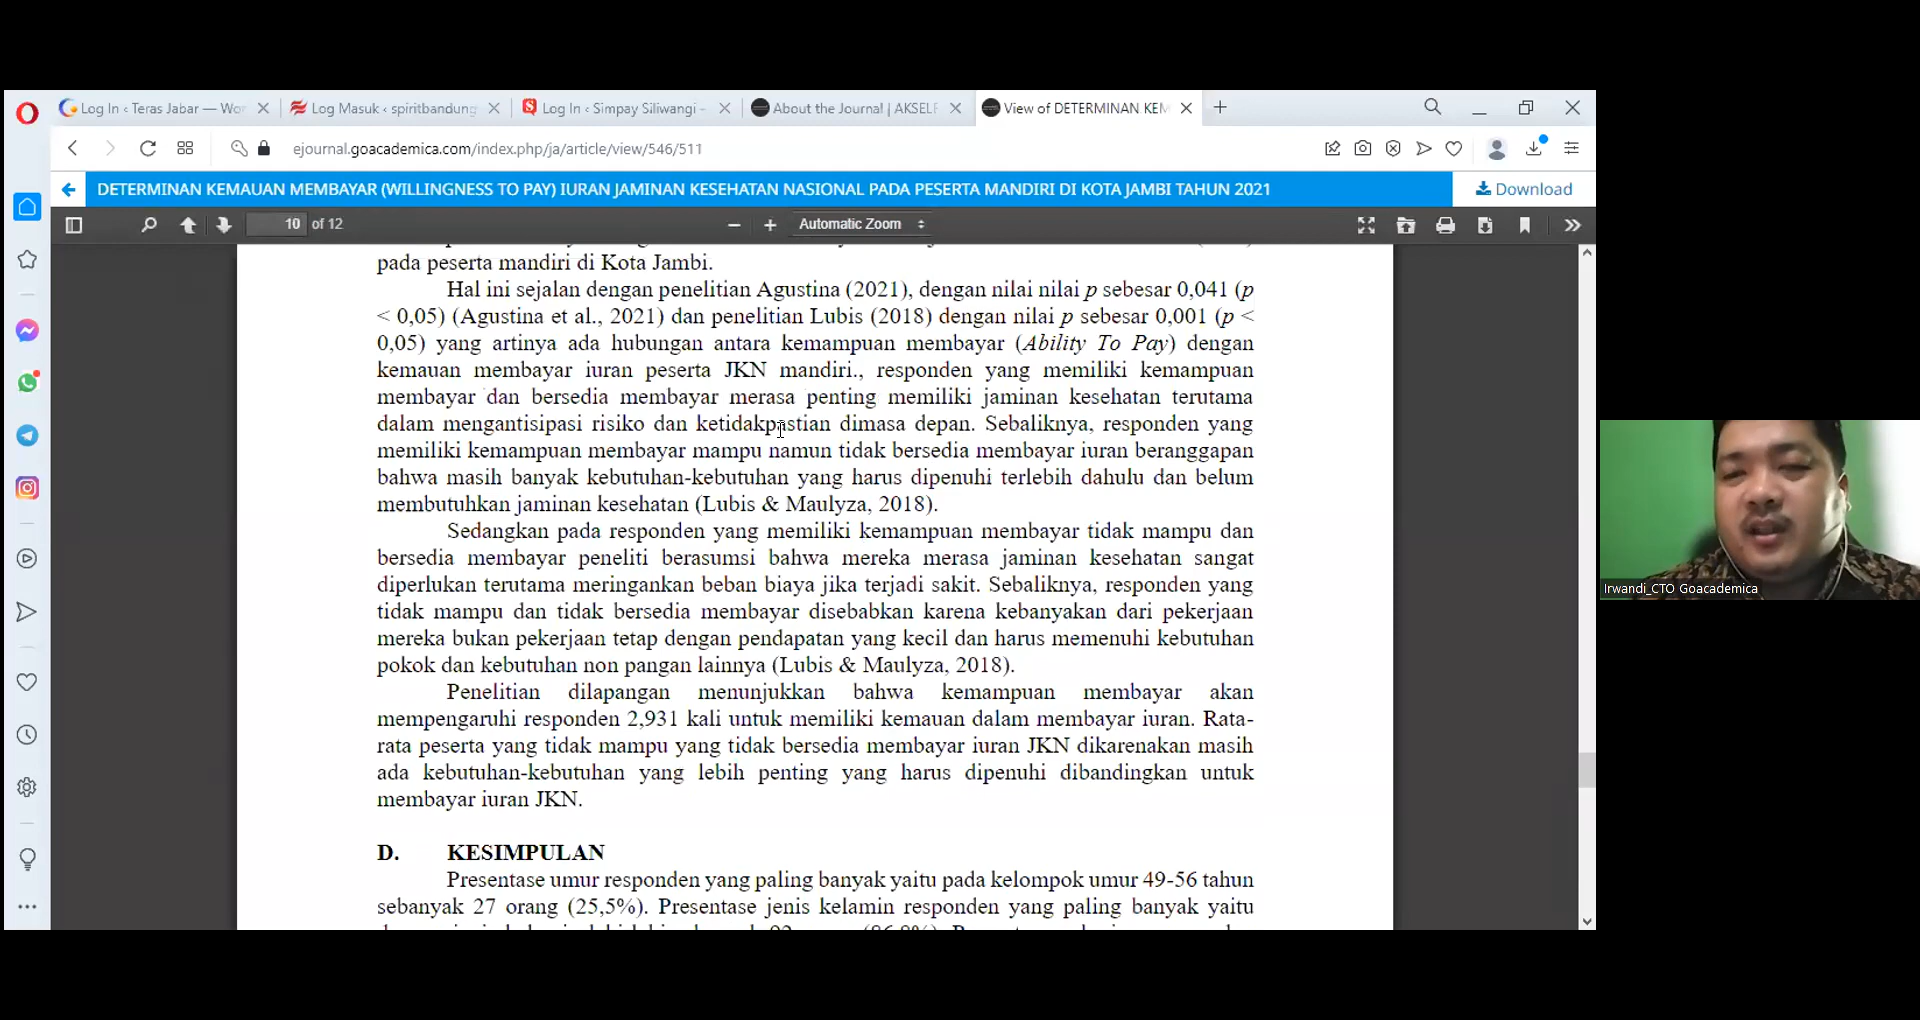 Log In ‹ Teras Jabar — Wor
Log Masuk ‹ spiritbandung
Log In ‹ Simpay Siliwangi –
About the Journal | AKSELE
View of DETERMINAN KEM
ejournal.goacademica.com/index.php/ja/article/view/546/511
DETERMINAN KEMAUAN MEMBAYAR (WILLINGNESS TO PAY) IURAN JAMINAN KESEHATAN NASIONAL PADA PESERTA MANDIRI DI KOTA JAMBI TAHUN 2021
Download
10 of 12
Automatic Zoom
pada peserta mandiri di Kota Jambi.
Hal ini sejalan dengan penelitian Agustina (2021), dengan nilai nilai p sebesar 0,041 (p
< 0,05) (Agustina et al., 2021) dan penelitian Lubis (2018) dengan nilai p sebesar 0,001 (p <
0,05) yang artinya ada hubungan antara kemampuan membayar (Ability To Pay) dengan
kemauan membayar iuran peserta JKN mandiri., responden yang memiliki kemampuan
membayar dan bersedia membayar merasa penting memiliki jaminan kesehatan terutama
dalam mengantisipasi risiko dan ketidakpastian dimasa depan. Sebaliknya, responden yang
memiliki kemampuan membayar mampu namun tidak bersedia membayar iuran beranggapan
bahwa masih banyak kebutuhan-kebutuhan yang harus dipenuhi terlebih dahulu dan belum
membutuhkan jaminan kesehatan (Lubis & Maulyza, 2018).
Sedangkan pada responden yang memiliki kemampuan membayar tidak mampu dan
bersedia membayar peneliti berasumsi bahwa mereka merasa jaminan kesehatan sangat
diperlukan terutama meringankan beban biaya jika terjadi sakit. Sebaliknya, responden yang
tidak mampu dan tidak bersedia membayar disebabkan karena kebanyakan dari pekerjaan
mereka bukan pekerjaan tetap dengan pendapatan yang kecil dan harus memenuhi kebutuhan
pokok dan kebutuhan non pangan lainnya (Lubis & Maulyza, 2018).
Penelitian dilapangan menunjukkan bahwa kemampuan membayar akan
mempengaruhi responden 2,931 kali untuk memiliki kemauan dalam membayar iuran. Rata-
rata peserta yang tidak mampu yang tidak bersedia membayar iuran JKN dikarenakan masih
ada kebutuhan-kebutuhan yang lebih penting yang harus dipenuhi dibandingkan untuk
membayar iuran JKN.
D. KESIMPULAN
Presentase umur responden yang paling banyak yaitu pada kelompok umur 49-56 tahun
sebanyak 27 orang (25,5%). Presentase jenis kelamin responden yang paling banyak yaitu
Irwandi_CTO Goacademica